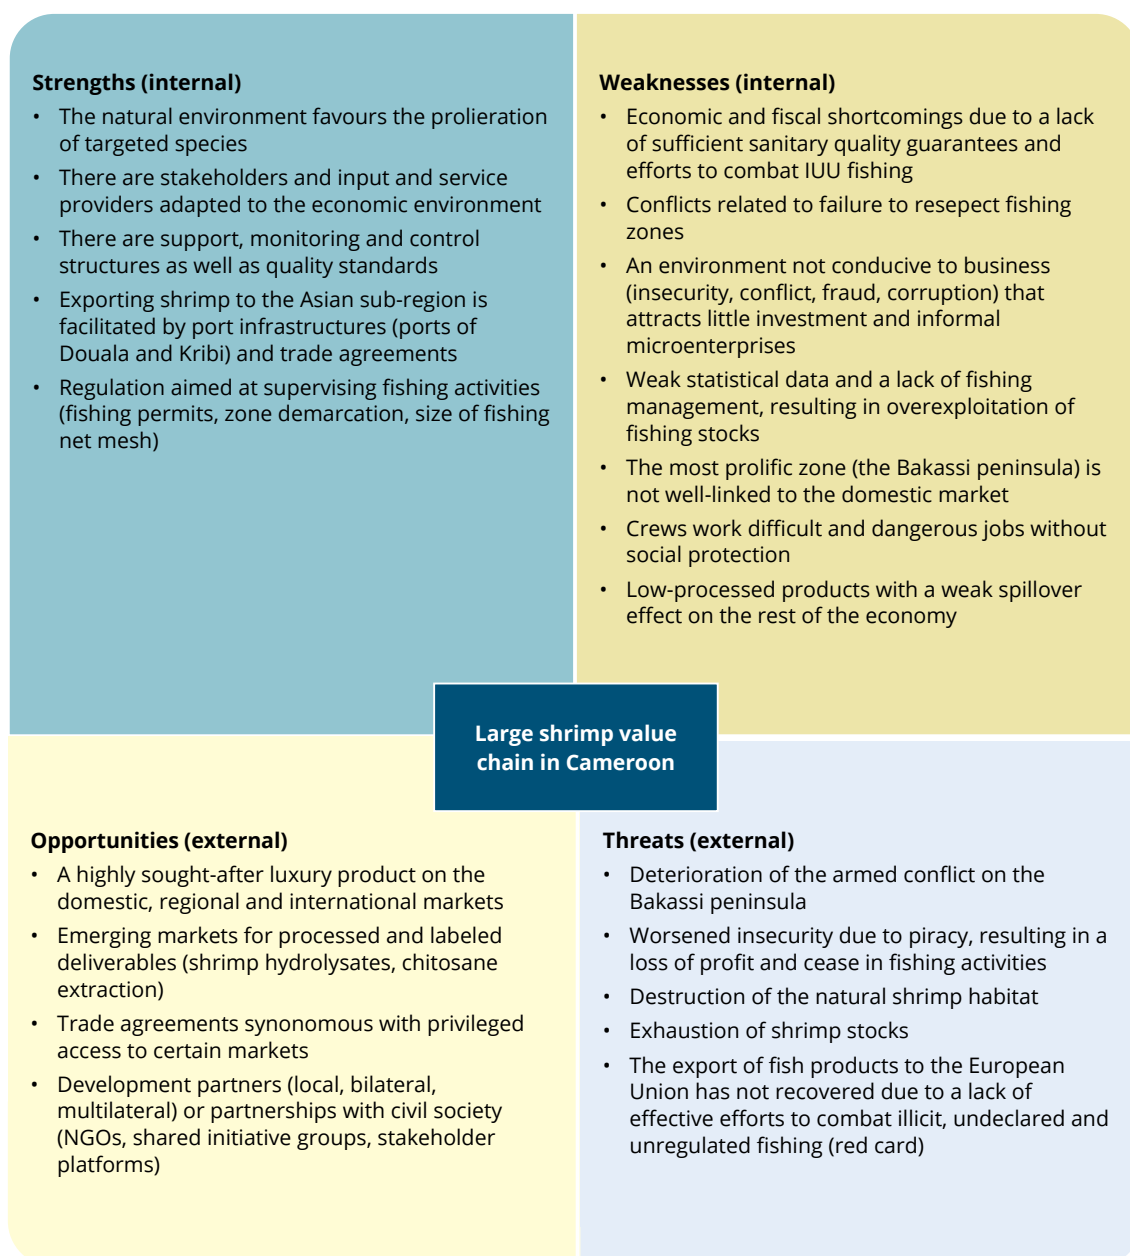 Strengths (internal)
• The natural environment favours the prolieration
of targeted species
• There are stakeholders and input and service
providers adapted to the economic environment
• There are support, monitoring and control
structures as well as quality standards
• Exporting shrimp to the Asian sub-region is
facilitated by port infrastructures (ports of
Douala and Kribi) and trade agreements
• Regulation aimed at supervising fishing activities
(fishing permits, zone demarcation, size of fishing
net mesh)
Weaknesses (internal)
• Economic and fiscal shortcomings due to a lack
of sufficient sanitary quality guarantees and
efforts to combat IUU fishing
• Conflicts related to failure to resepect fishing
zones
• An environment not conducive to business
(insecurity, conflict, fraud, corruption) that
attracts little investment and informal
microenterprises
• Weak statistical data and a lack of fishing
management, resulting in overexploitation of
fishing stocks
• The most prolific zone (the Bakassi peninsula) is
not well-linked to the domestic market
• Crews work difficult and dangerous jobs without
social protection
• Low-processed products with a weak spillover
effect on the rest of the economy
Large shrimp value
chain in Cameroon
Opportunities (external)
• A highly sought-after luxury product on the
domestic, regional and international markets
• Emerging markets for processed and labeled
deliverables (shrimp hydrolysates, chitosane
extraction)
• Trade agreements synonomous with privileged
access to certain markets
• Development partners (local, bilateral,
multilateral) or partnerships with civil society
(NGOs, shared initiative groups, stakeholder
platforms)
Threats (external)
• Deterioration of the armed conflict on the
Bakassi peninsula
• Worsened insecurity due to piracy, resulting in a
loss of profit and cease in fishing activities
• Destruction of the natural shrimp habitat
• Exhaustion of shrimp stocks
• The export of fish products to the European
Union has not recovered due to a lack of
effective efforts to combat illicit, undeclared and
unregulated fishing (red card)